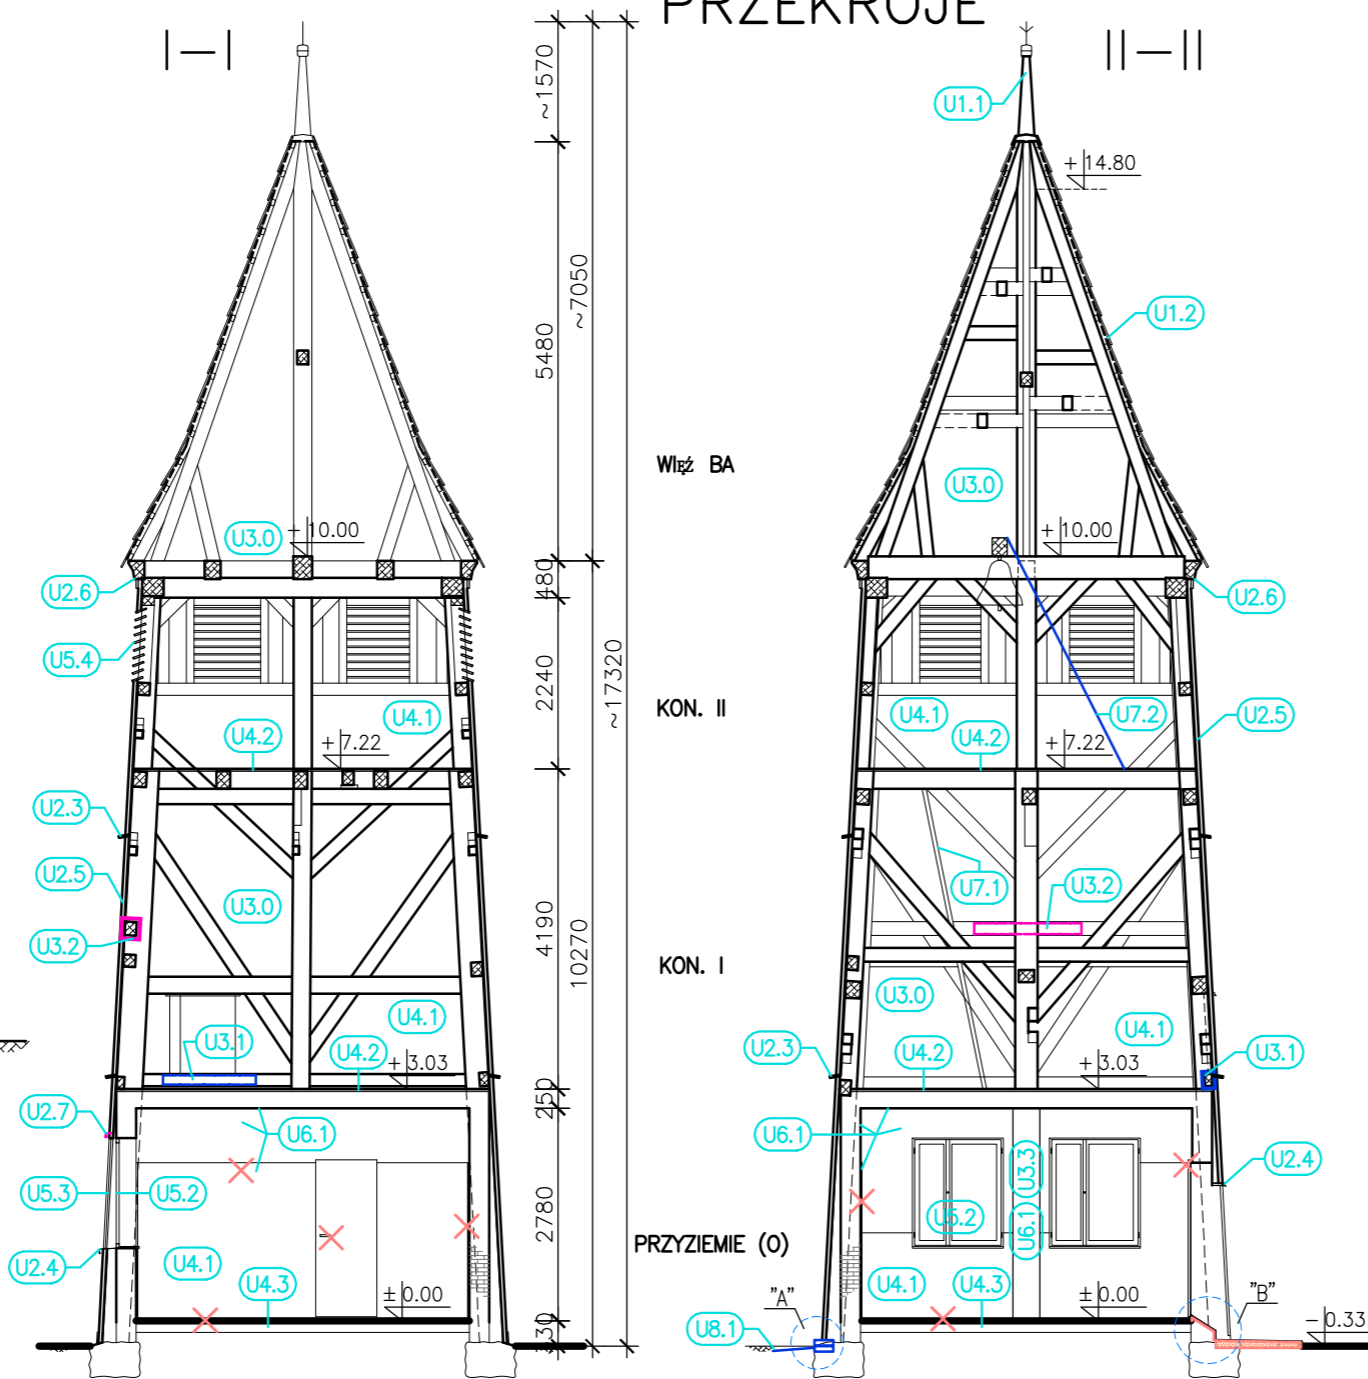 PRZEKROJE
I—I
II—II
~1570
5480
~7050
480
2240
~17320
4190
10270
250
2780
330
WIĘŹ BA
KON. II
KON. I
PRZYZIEMIE (0)
U3.0
+10.00
U2.6
U5.4
U4.1
U4.2
+7.22
U2.3
U2.5
U3.0
U3.2
U4.1
U3.1
U4.2
+3.03
U2.7
U6.1
U5.3
U5.2
U4.1
U2.4
U4.3
±0.00
U1.1
+14.80
U1.2
U3.0
+10.00
U2.6
U4.1
U7.2
U2.5
U4.2
+7.22
U7.1
U3.2
U3.0
U4.1
U2.3
U4.2
+3.03
U3.1
U6.1
U3.3
U2.4
U5.2
U6.1
U4.1
U4.3
±0.00
"A"
"B"
U8.1
−0.33